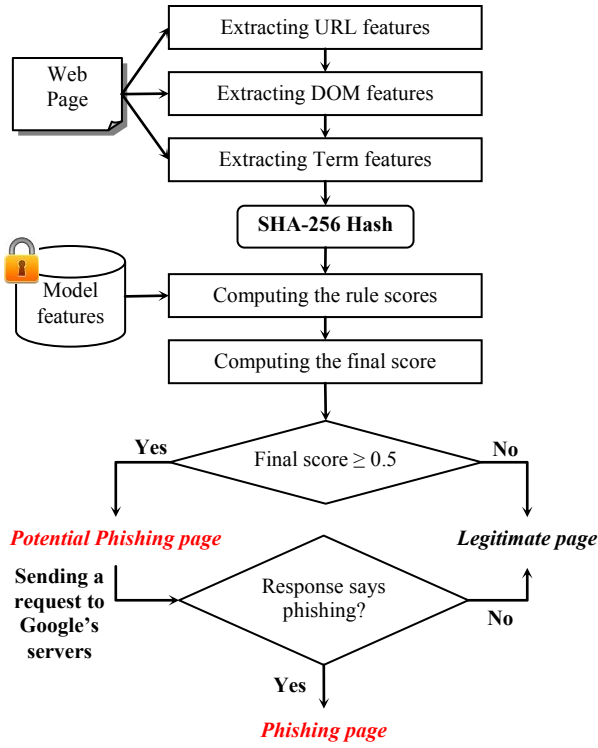 Extracting URL features
Web
Page
Extracting DOM features
Extracting Term features
SHA-256 Hash
Model
features
Computing the rule scores
Computing the final score
Yes
Final score ≥ 0.5
No
Potential Phishing page
Legitimate page
Sending a
request to
Google's
servers
Response says
phishing?
No
Yes
Phishing page